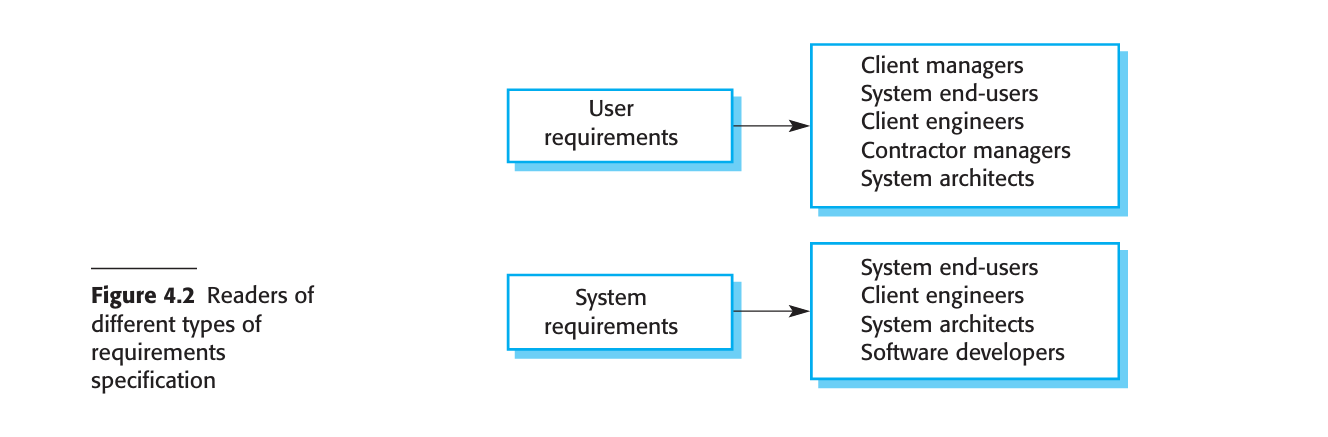 User
requirements
Client managers
System end-users
Client engineers
Contractor managers
System architects
System
requirements
System end-users
Client engineers
System architects
Software developers
Figure 4.2 Readers of
different types of
requirements
specification